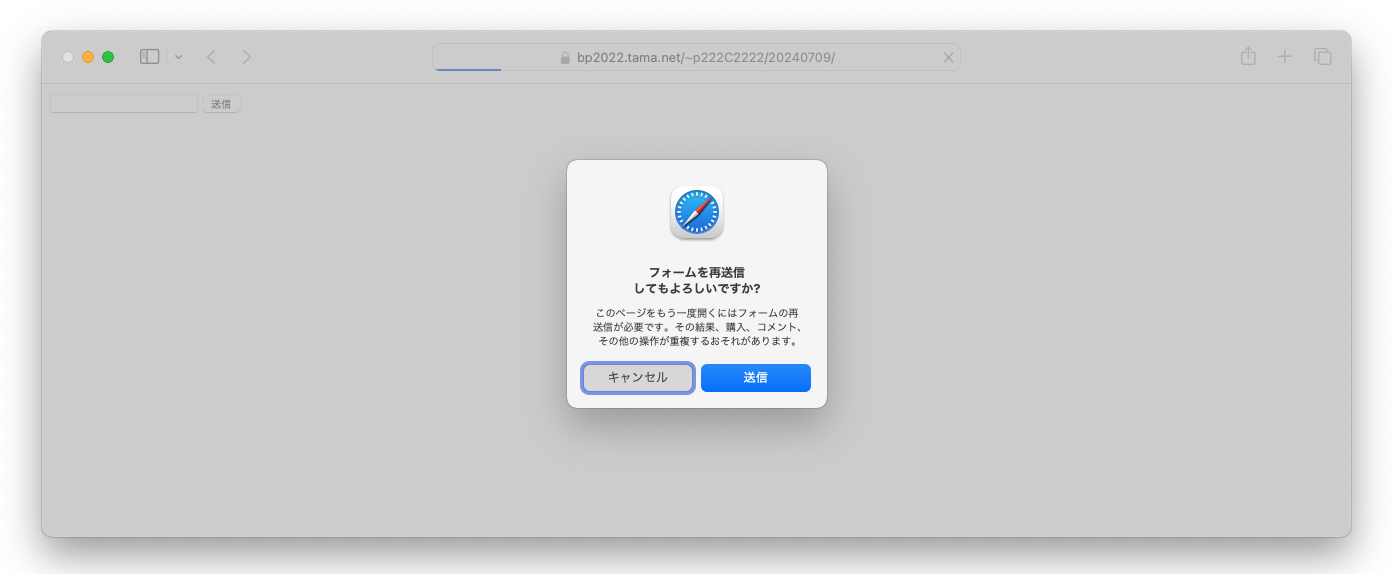 bp2022.tama.net/~p222C2222/20240709/
送信
フォームを再送信
してもよろしいですか?
このページをもう一度開くにはフォームの再
送信が必要です。その結果、購入、コメント、
その他の操作が重複するおそれがあります。
キャンセル 送信